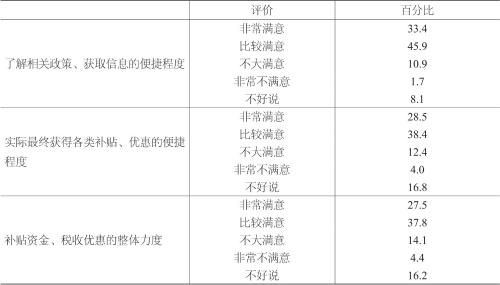 评价 百分比
非常满意 33.4
比较满意 45.9
了解相关政策、获取信息的便捷程度 不大满意 10.9
非常不满意 1.7
不好说 8.1
非常满意 28.5
比较满意 38.4
实际最终获得各类补贴、优惠的便捷
程度
不大满意 12.4
非常不满意 4.0
不好说 16.8
非常满意 27.5
比较满意 37.8
补贴资金、税收优惠的整体力度 不大满意 14.1
非常不满意 4.4
不好说 16.2